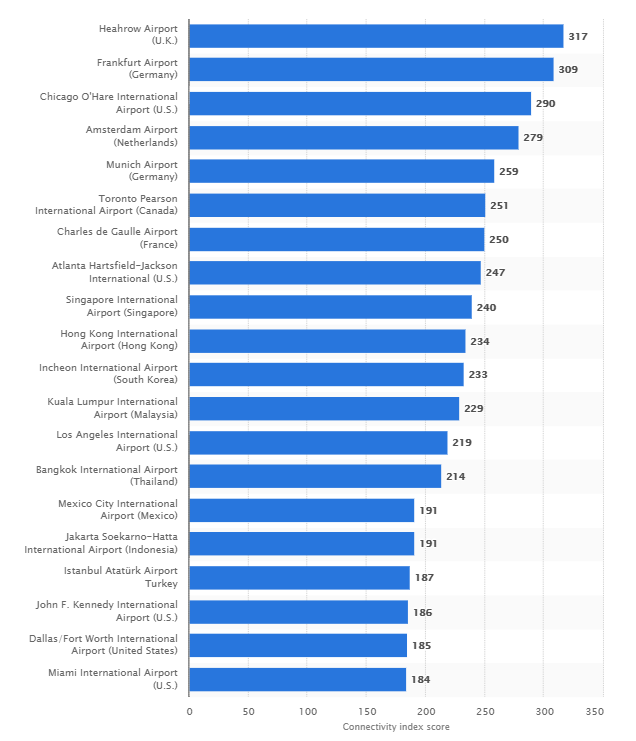 Heahrow Airport
(U.K.)
317
Frankfurt Airport
(Germany)
309
Chicago O'Hare International
Airport (U.S.)
290
Amsterdam Airport
(Netherlands)
279
Munich Airport
(Germany)
259
Toronto Pearson
International Airport (Canada)
251
Charles de Gaulle Airport
(France)
250
Atlanta Hartsfield-Jackson
International (U.S.)
247
Singapore International
Airport (Singapore)
240
Hong Kong International
Airport (Hong Kong)
234
Incheon International Airport
(South Korea)
233
Kuala Lumpur International
Airport (Malaysia)
229
Los Angeles International
Airport (U.S.)
219
Bangkok International Airport
(Thailand)
214
Mexico City International
Airport (Mexico)
191
Jakarta Soekarno-Hatta
International Airport (Indonesia)
191
Istanbul Atatürk Airport
Turkey
187
John F. Kennedy International
Airport (U.S.)
186
Dallas/Fort Worth International
Airport (United States)
185
Miami International Airport
(U.S.)
184
0 50 100 150 200 250 300 350
Connectivity index score